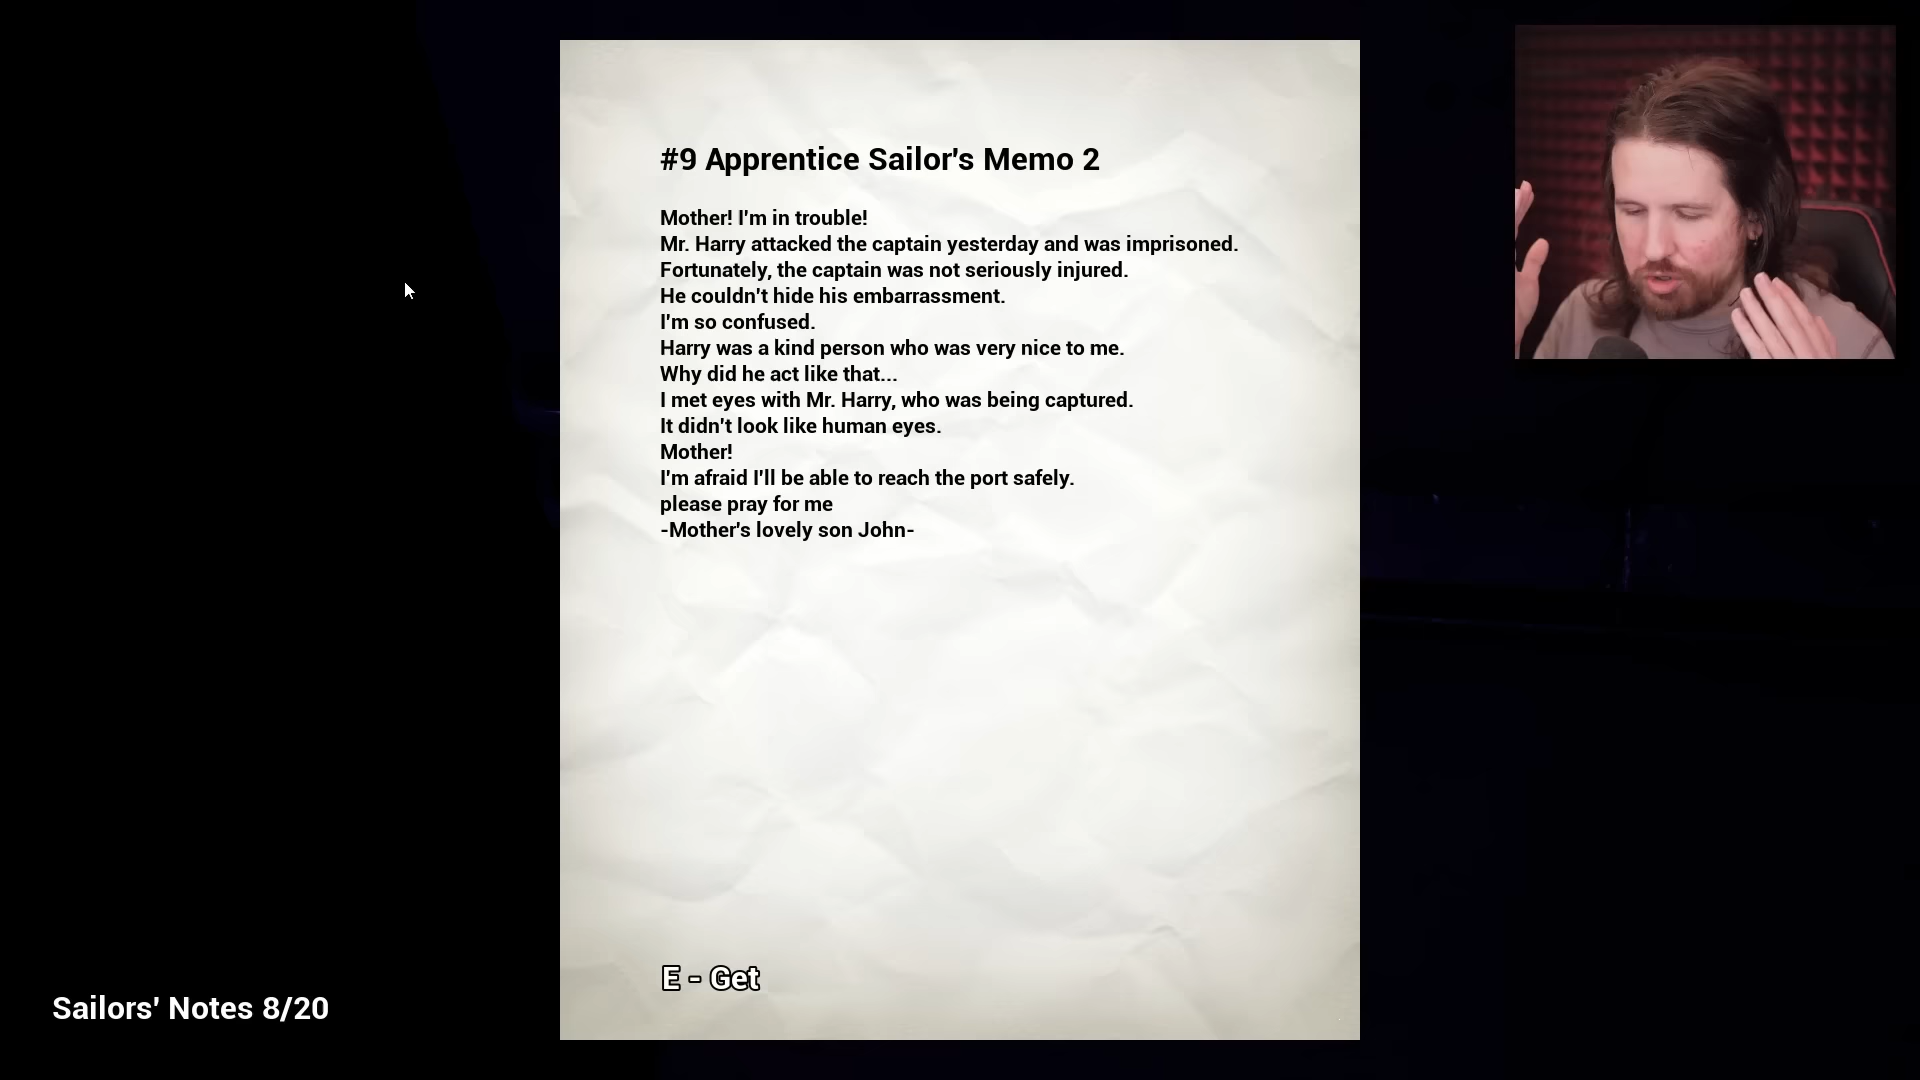 #9 Apprentice Sailor's Memo 2
Mother! I'm in trouble!
Mr. Harry attacked the captain yesterday and was imprisoned.
Fortunately, the captain was not seriously injured.
He couldn't hide his embarrassment.
I'm so confused.
Harry was a kind person who was very nice to me.
Why did he act like that...
I met eyes with Mr. Harry, who was being captured.
It didn't look like human eyes.
Mother!
I'm afraid I'll be able to reach the port safely.
please pray for me
-Mother's lovely son John-
E - Get
Sailors' Notes 8/20